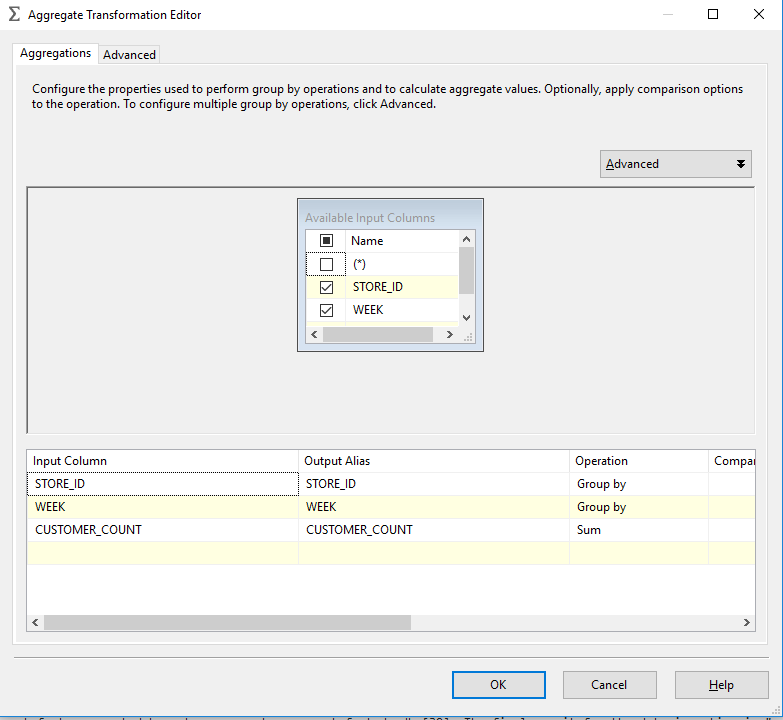 Aggregate Transformation Editor
Aggregations
Advanced
Configure the properties used to perform group by operations and to calculate aggregate values. Optionally, apply comparison options
to the operation. To configure multiple group by operations, click Advanced.
Advanced
Available Input Columns
Name
(*)
STORE_ID
WEEK
Input Column Output Alias Operation Compar
STORE_ID STORE_ID Group by
WEEK WEEK Group by
CUSTOMER_COUNT CUSTOMER_COUNT Sum
OK Cancel Help